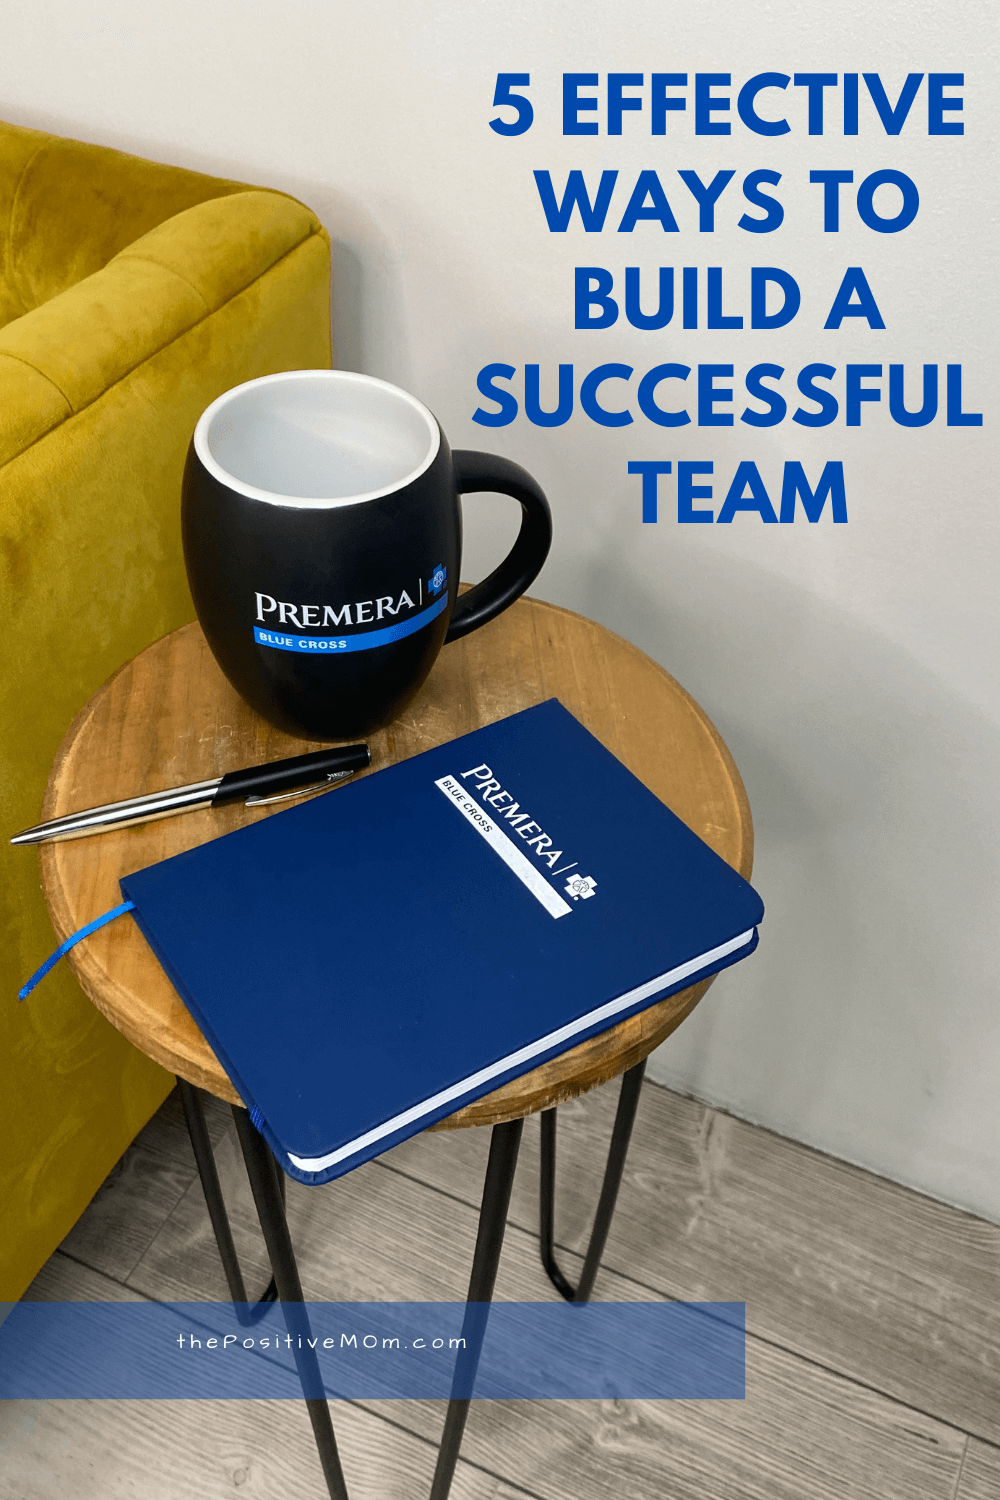 5 EFFECTIVE
WAYS TO
BUILD A
SUCCESSFUL
TEAM
PREMERA
BLUE CROSS
PREMERA
BLUE CROSS
thePositiveMOm.com